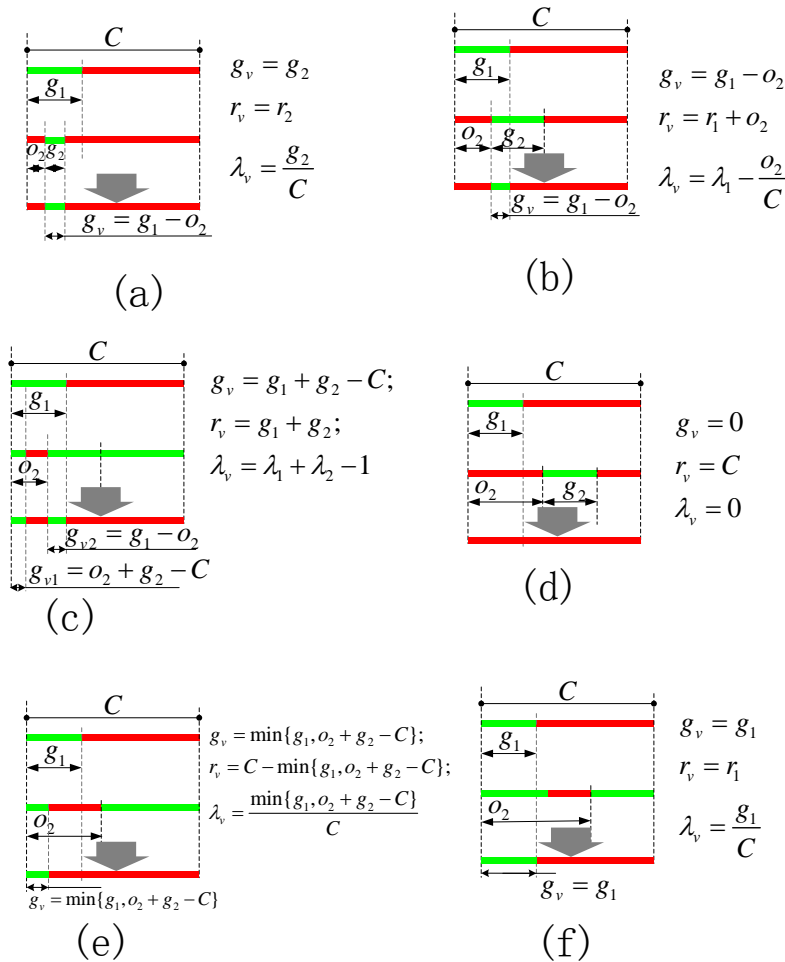 C
g_1
o_2 g_2
g_v = g_1 − o_2
g_v = g_2
r_v = r_2
λ_v = g_2/C
(a)
C
g_1
o_2 g_2
g_v = g_1 − o_2
g_v = g_1 − o_2
r_v = r_1 + o_2
λ_v = λ_1 − o_2/C
(b)
C
g_1
o_2
g_v2 = g_1 − o_2
g_v1 = o_2 + g_2 − C
g_v = g_1 + g_2 − C;
r_v = g_1 + g_2;
λ_v = λ_1 + λ_2 − 1
(c)
C
g_1
o_2 g_2
g_v = 0
r_v = C
λ_v = 0
(d)
C
g_1
o_2
g_v = min{g_1, o_2 + g_2 − C}
g_v = min{g_1, o_2 + g_2 − C};
r_v = C − min{g_1, o_2 + g_2 − C};
λ_v = min{g_1, o_2 + g_2 − C}/C
(e)
C
g_1
o_2
g_v = g_1
g_v = g_1
r_v = r_1
λ_v = g_1/C
(f)